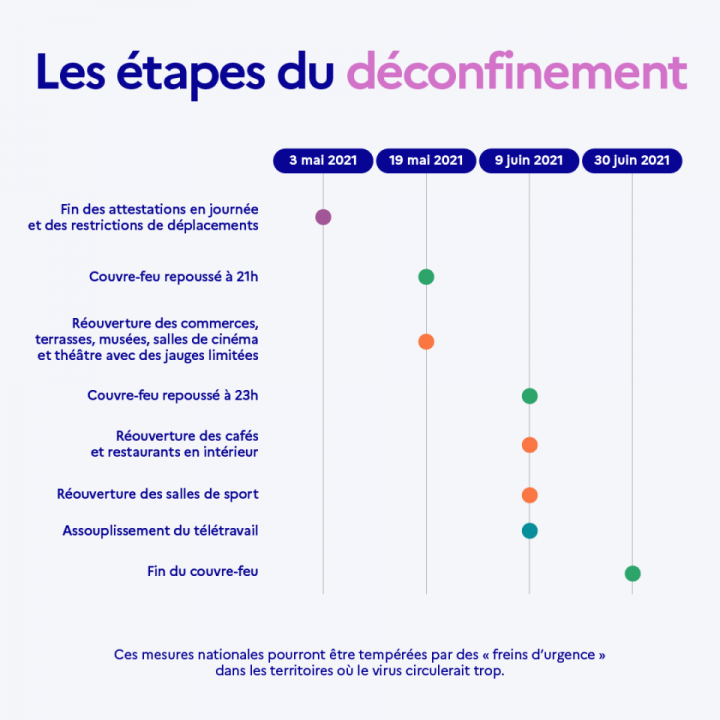 Les étapes du déconfinement
3 mai 2021
19 mai 2021
9 juin 2021
30 juin 2021
Fin des attestations en journée
et des restrictions de déplacements
Couvre-feu repoussé à 21h
Réouverture des commerces,
terrasses, musées, salles de cinéma
et théâtre avec des jauges limitées
Couvre-feu repoussé à 23h
Réouverture des cafés
et restaurants en intérieur
Réouverture des salles de sport
Assouplissement du télétravail
Fin du couvre-feu
Ces mesures nationales pourront être tempérées par des « freins d’urgence »
dans les territoires où le virus circulerait trop.